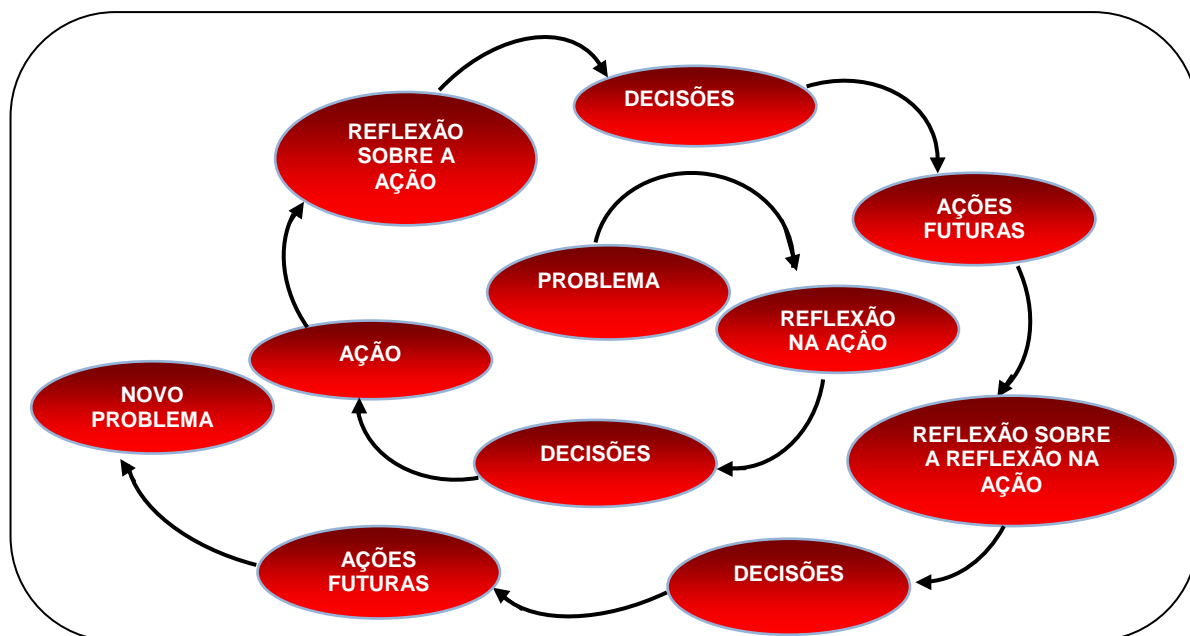 DECISÕES
REFLEXÃO
SOBRE A
AÇÃO
AÇÕES
FUTURAS
PROBLEMA
REFLEXÃO
NA AÇÂO
AÇÃO
NOVO
PROBLEMA
DECISÕES
REFLEXÃO SOBRE
A REFLEXÃO NA
AÇÃO
AÇÕES
FUTURAS
DECISÕES